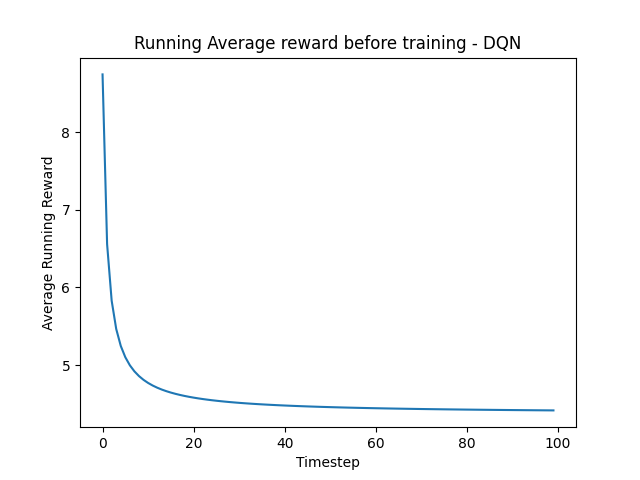 Running Average reward before training - DQN
Average Running Reward
8
7
6
5
0 20 40 60 80 100
Timestep